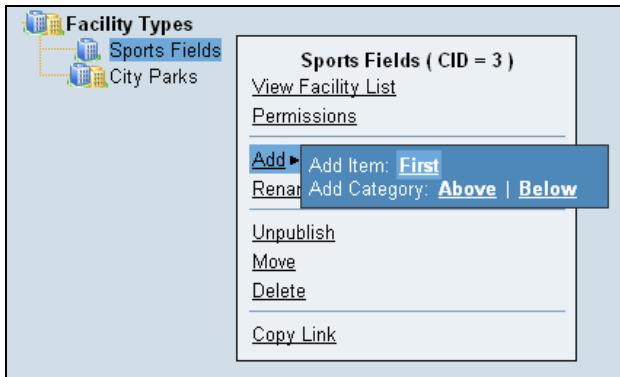 Facility Types
Sports Fields
City Parks
Sports Fields ( CID = 3 )
View Facility List
Permissions
Add
Add Item: First
Renar
Add Category: Above | Below
Unpublish
Move
Delete
Copy Link